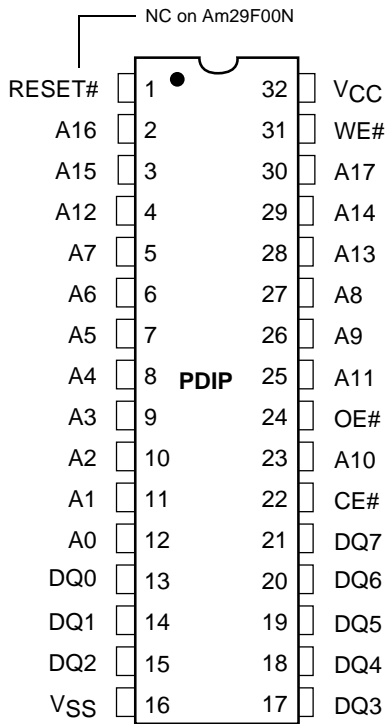 NC on Am29F00N
RESET# 1 32 VCC
A16 2 31 WE#
A15 3 30 A17
A12 4 29 A14
A7 5 28 A13
A6 6 27 A8
A5 7 26 A9
A4 8 PDIP 25 A11
A3 9 24 OE#
A2 10 23 A10
A1 11 22 CE#
A0 12 21 DQ7
DQ0 13 20 DQ6
DQ1 14 19 DQ5
DQ2 15 18 DQ4
VSS 16 17 DQ3